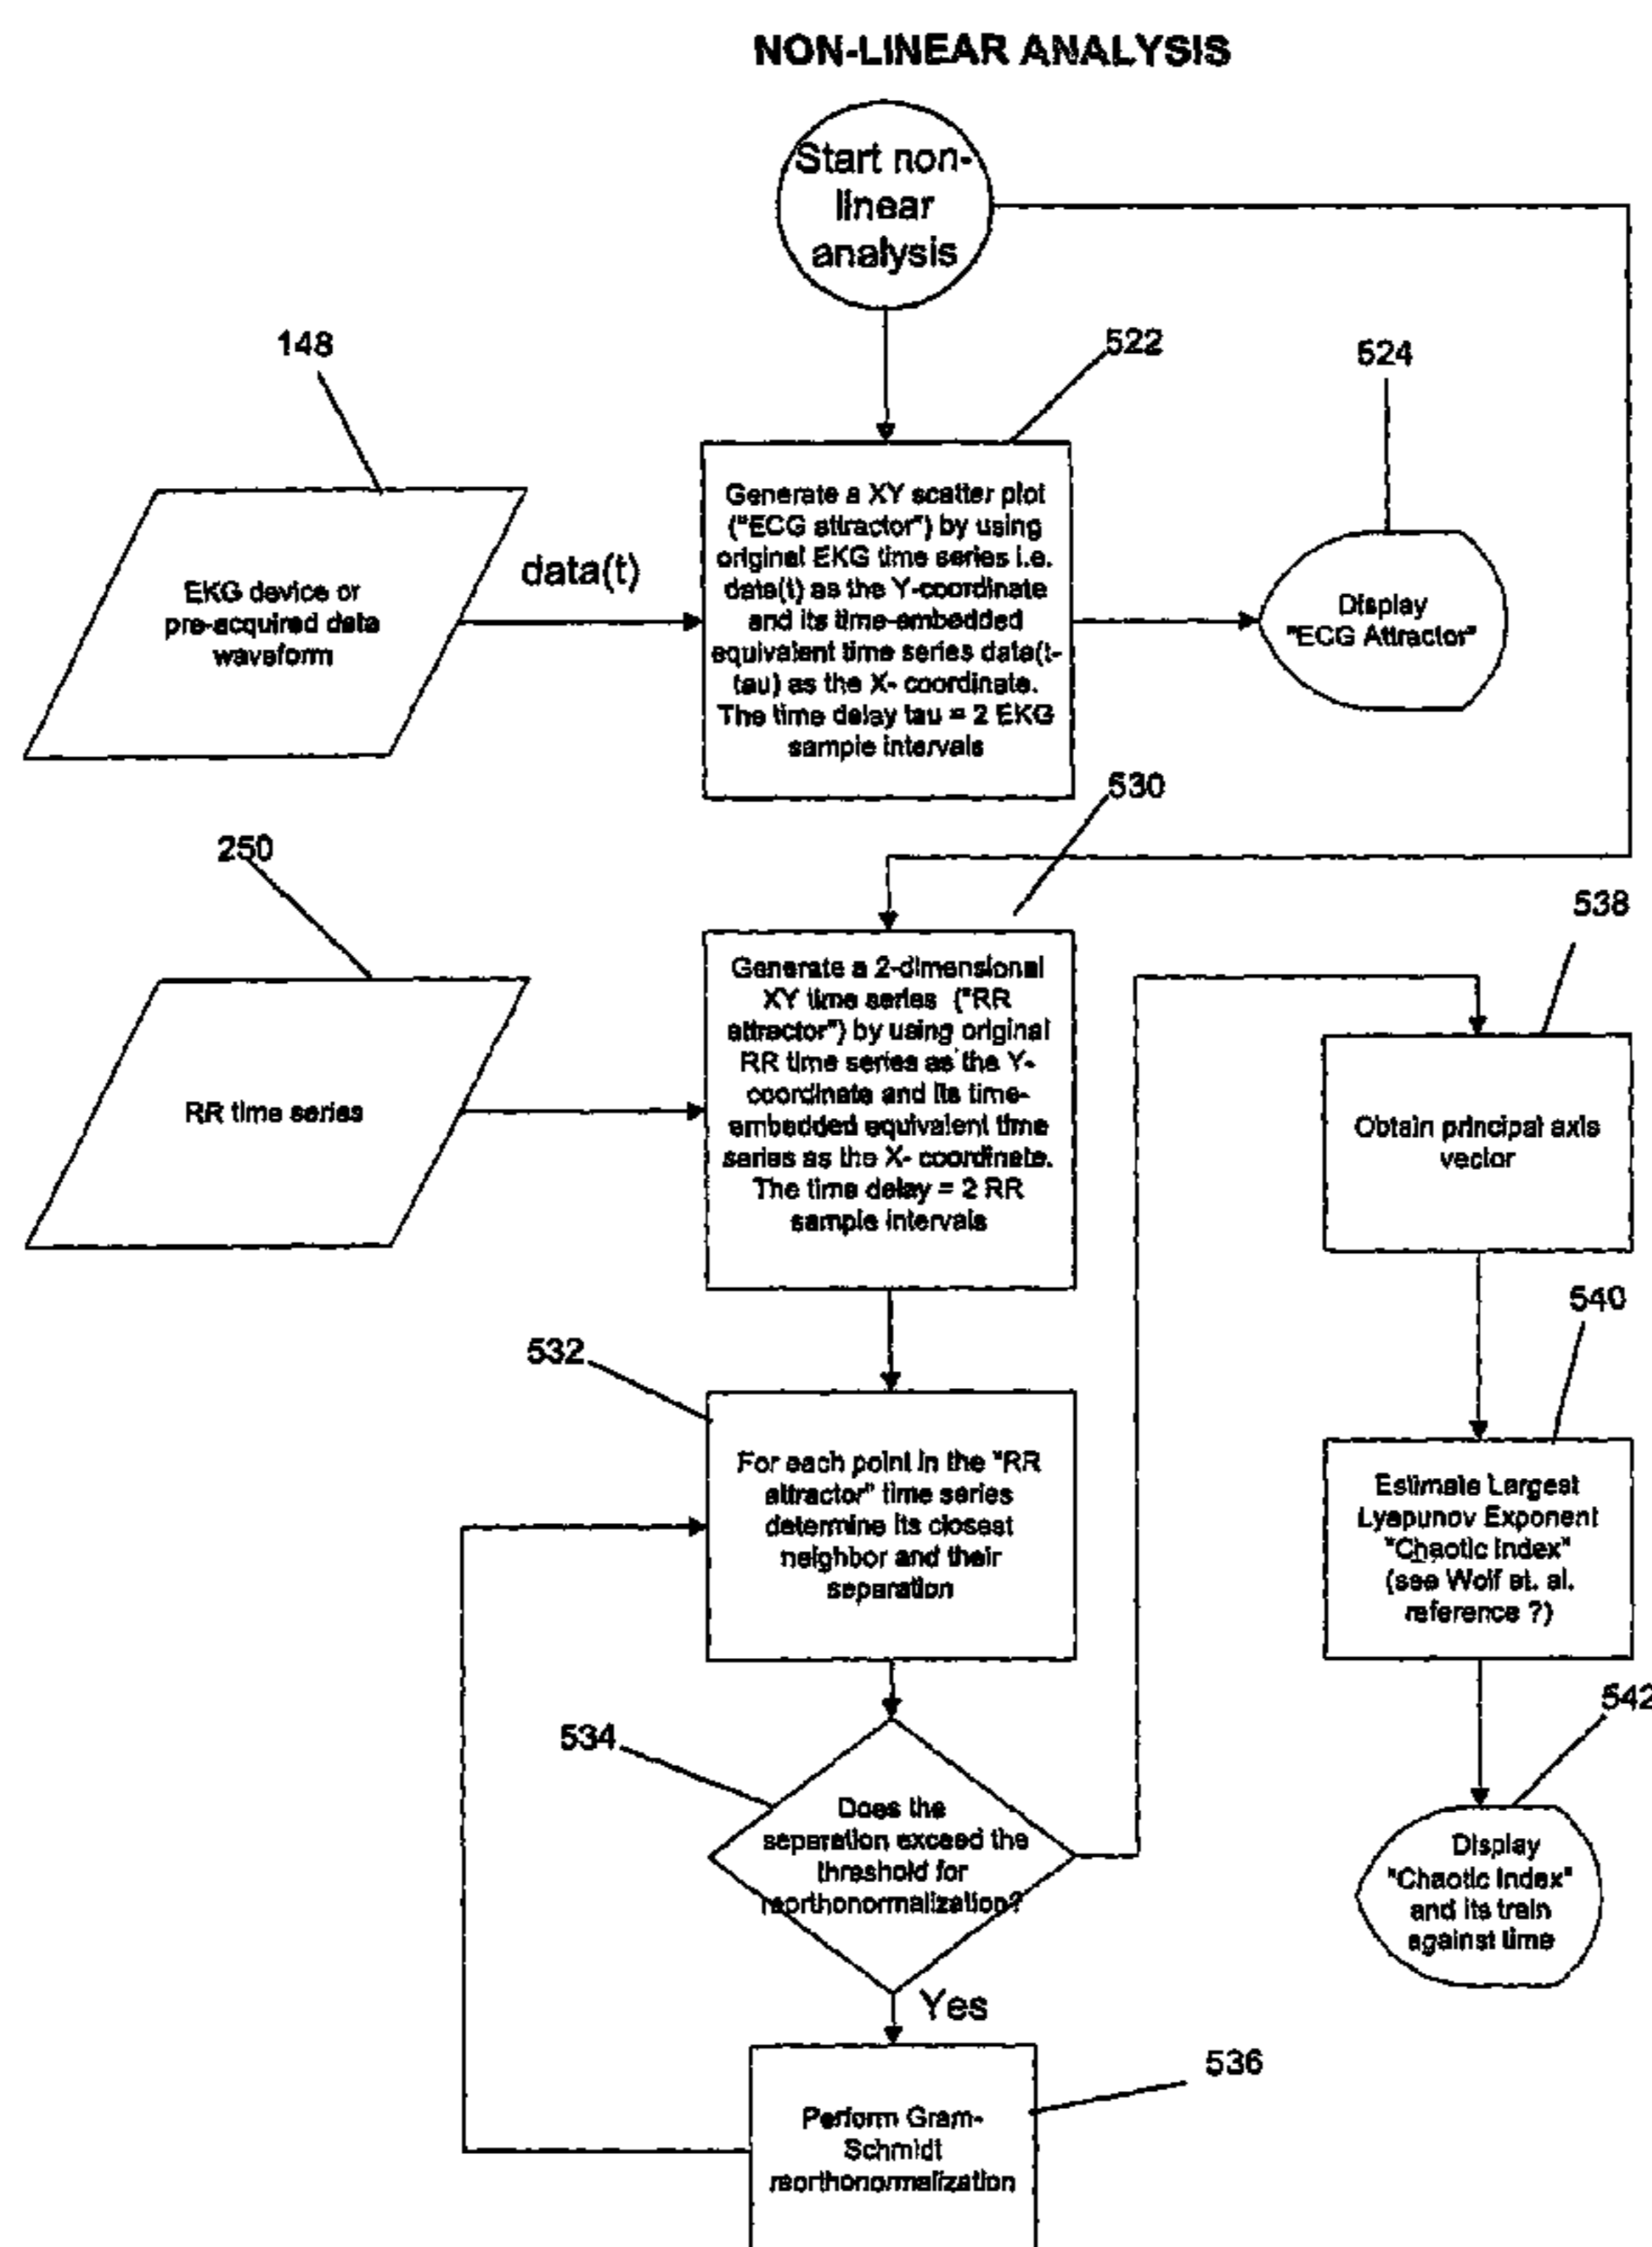 NON-LINEAR ANALYSIS
Start non-
linear
analysis
148
522
524
EKG device or
pre-acquired data
waveform
data(t)
Generate a XY scatter plot
("ECG attractor") by using
original EKG time series i.e.
data(t) as the Y-coordinate
and its time-embedded
equivalent time series data(t-
tau) as the X- coordinate.
The time delay tau = 2 EKG
sample intervals
Display
"ECG Attractor"
530
250
538
RR time series
Generate a 2-dimensional
XY time series ("RR
attractor") by using original
RR time series as the Y-
coordinate and its time-
embedded equivalent time
series as the X- coordinate.
The time delay = 2 RR
sample intervals
Obtain principal axis
vector
540
532
For each point in the "RR
attractor" time series
determine its closest
neighbor and their
separation
Estimate Largest
Lyapunov Exponent
"Chaotic Index"
(see Wolf et. al.
reference ?)
542
534
Does the
separation exceed the
threshold for
reorthonormalization?
Display
"Chaotic Index"
and its train
against time
Yes
536
Perform Gram-
Schmidt
reorthonormalization